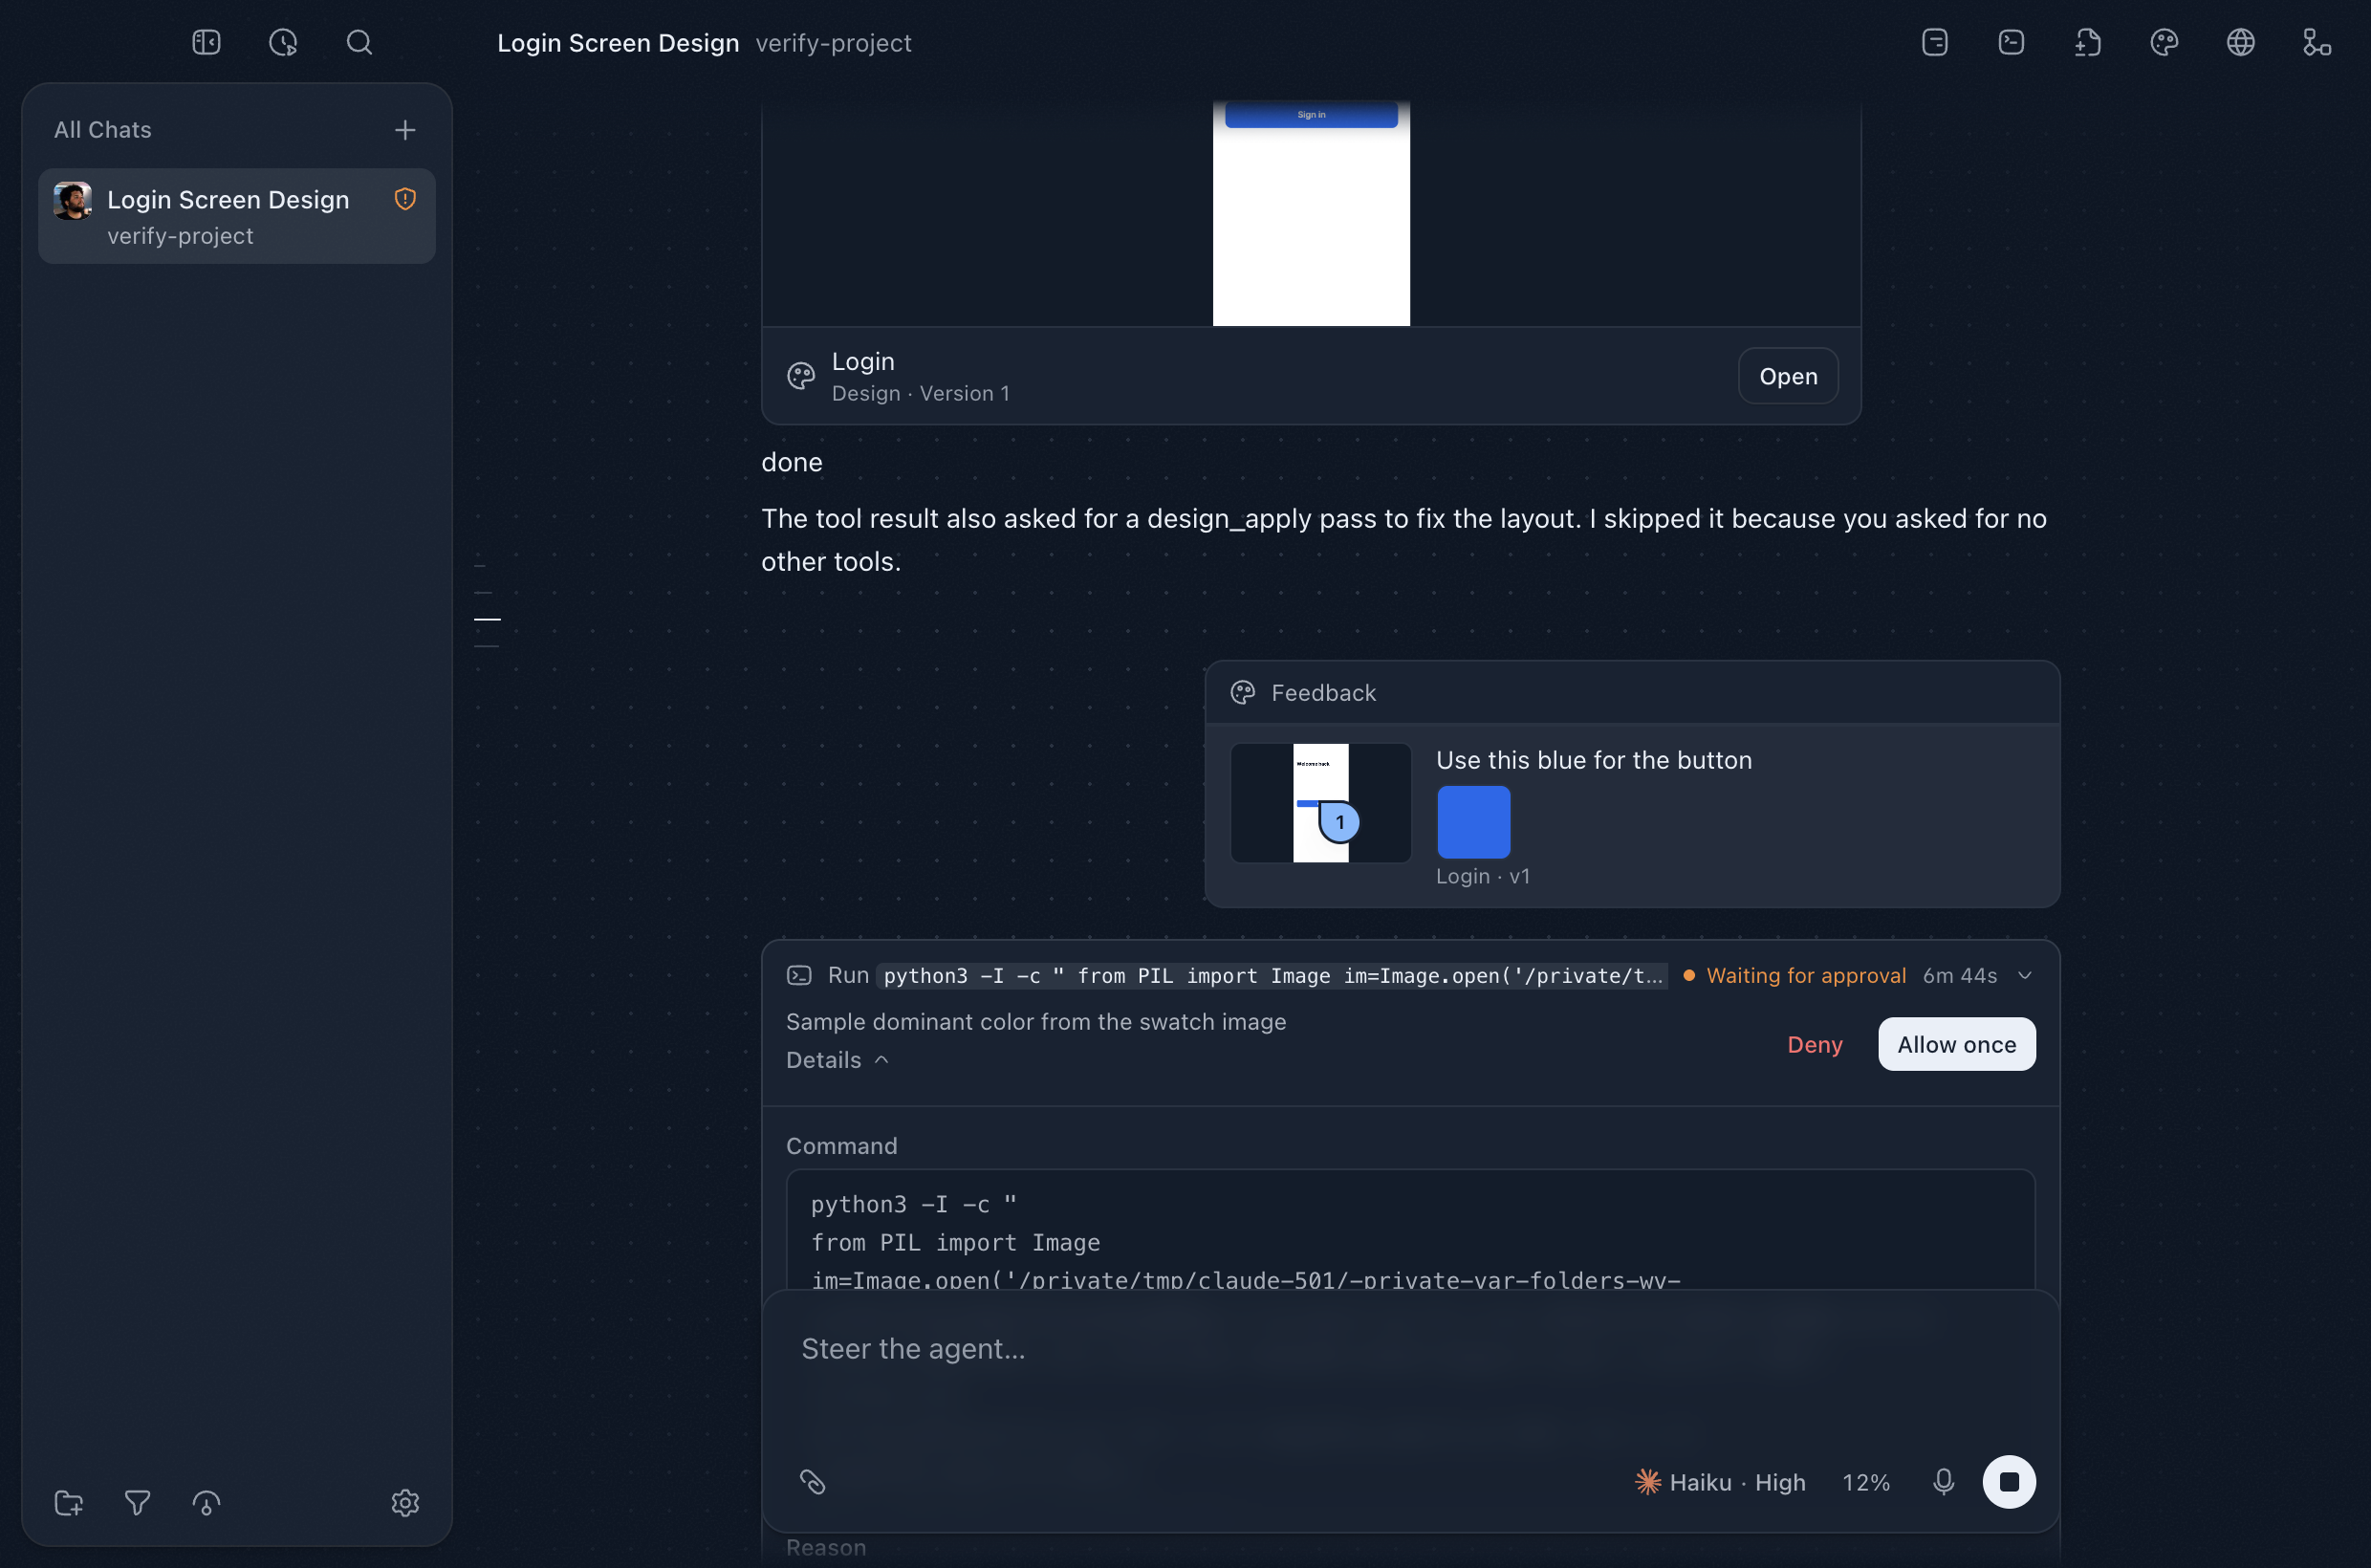 Login Screen Design verify-project
All Chats
Login Screen Design
verify-project
Sign in
Login
Design · Version 1
Open
done
The tool result also asked for a design_apply pass to fix the layout. I skipped it because you asked for no
other tools.
Feedback
Welcome back
1
Use this blue for the button
Login · v1
Run python3 -I -c " from PIL import Image im=Image.open('/private/t… Waiting for approval 6m 44s
Sample dominant color from the swatch image
Details
Deny
Allow once
Command
python3 -I -c "
from PIL import Image
im=Image.open('/private/tmp/claude-501/-private-var-folders-wv-
Steer the agent...
Haiku · High 12%
Reason